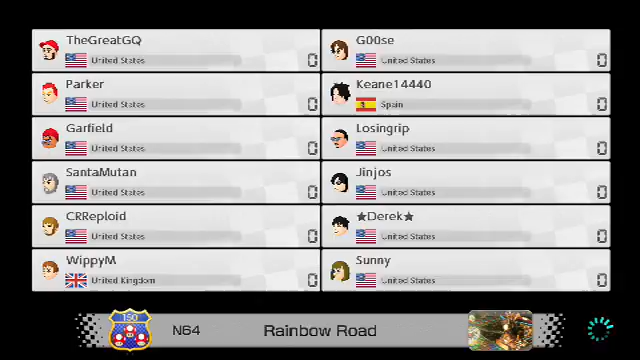 TheGreatGQ
United States
0
G00se
United States
0
Parker
United States
0
Keane14440
Spain
0
Garfield
United States
0
Losingrip
United States
0
SantaMutan
United States
0
Jinjos
United States
0
CRReploid
United States
0
★Derek★
United States
0
WippyM
United Kingdom
0
Sunny
United States
0
150
N64 Rainbow Road